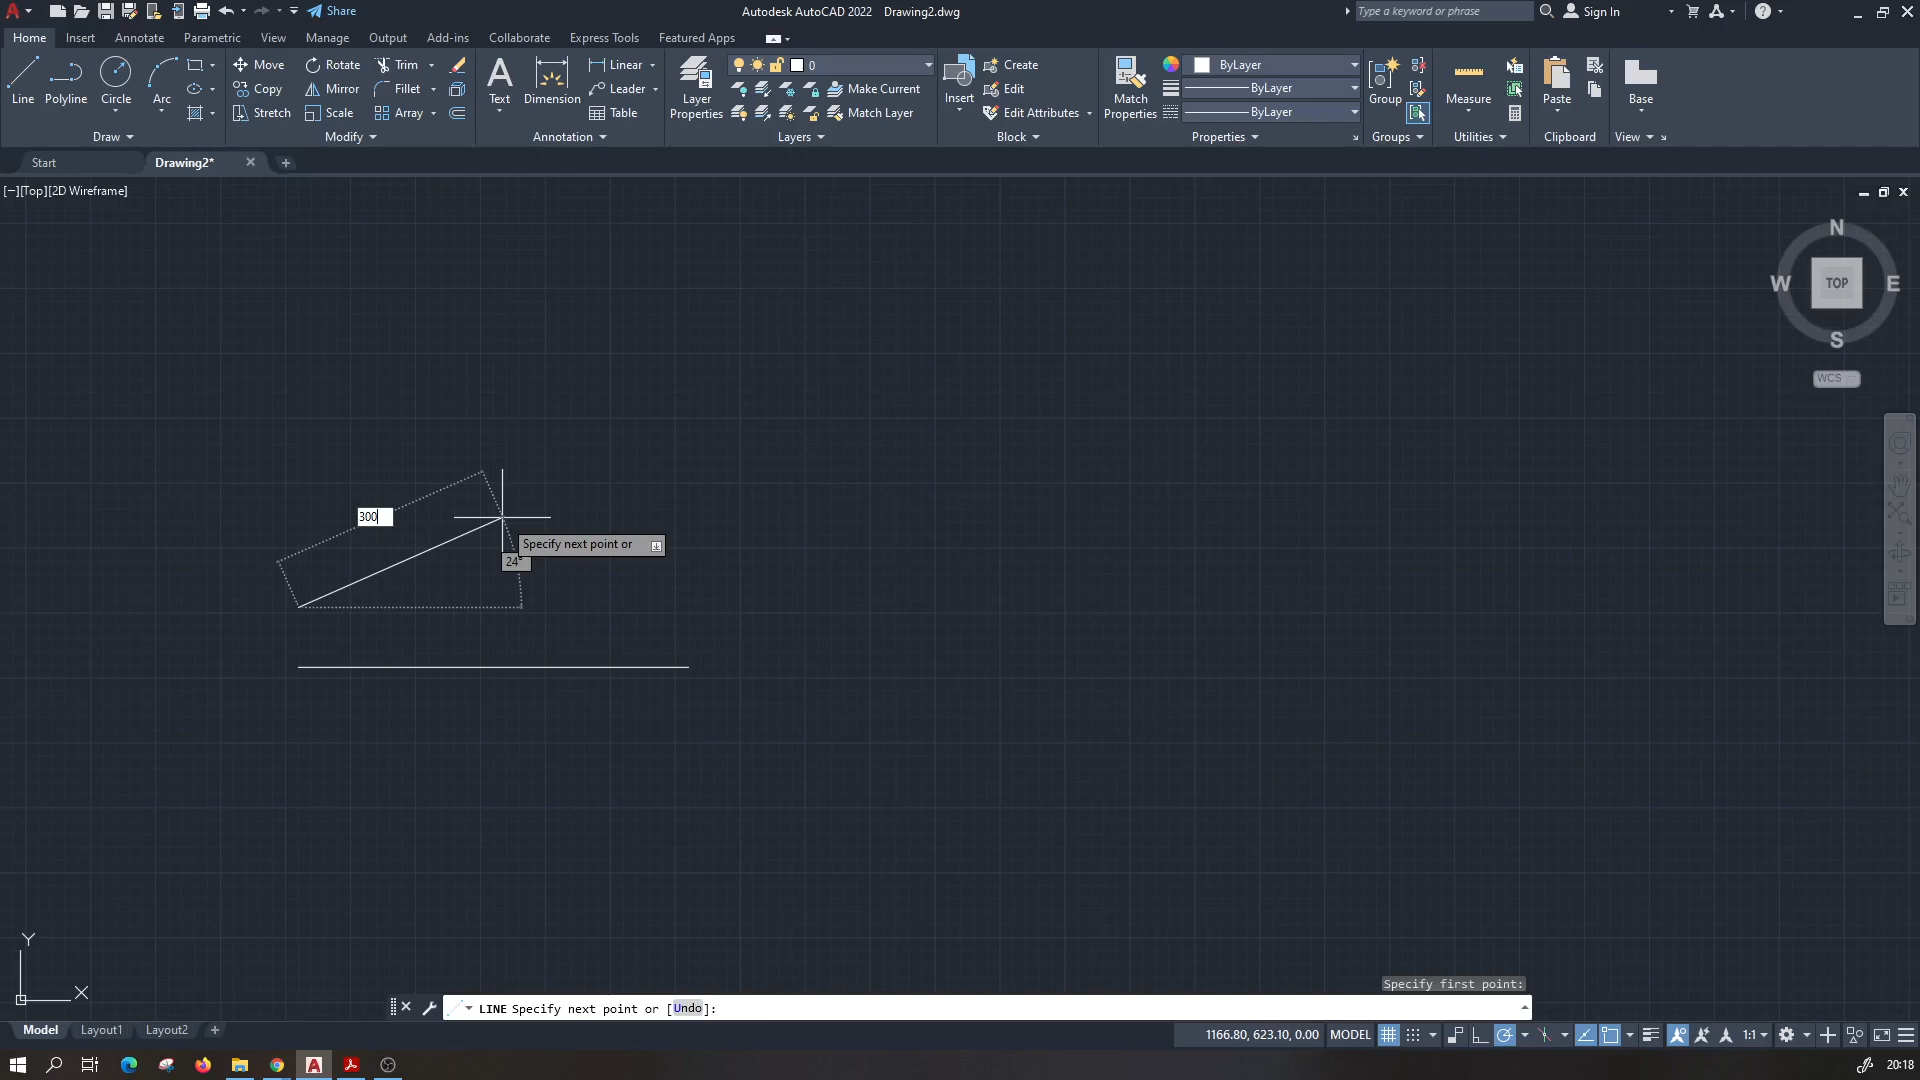 Share
Autodesk AutoCAD 2022 Drawing2.dwg
Type a keyword or phrase
Sign In
Home Insert Annotate Parametric View Manage Output Add-ins Collaborate Express Tools Featured Apps
Line Polyline Circle Arc
Move Rotate Trim
Copy Mirror Fillet
Stretch Scale Array
Text Dimension
Linear
Leader
Table
Layer Properties
0
Make Current
Match Layer
Insert
Create
Edit
Edit Attributes
Match Properties
ByLayer
ByLayer
ByLayer
Group
Measure
Paste
Base
Draw Modify Annotation Layers Block Properties Groups Utilities Clipboard View
Start Drawing2*
[−][Top][2D Wireframe]
N
W TOP E
S
WCS
300
Specify next point or
24°
Y
X
Specify first point:
LINE Specify next point or [Undo]:
Model Layout1 Layout2
1166.80, 623.10, 0.00 MODEL 1:1
20:18